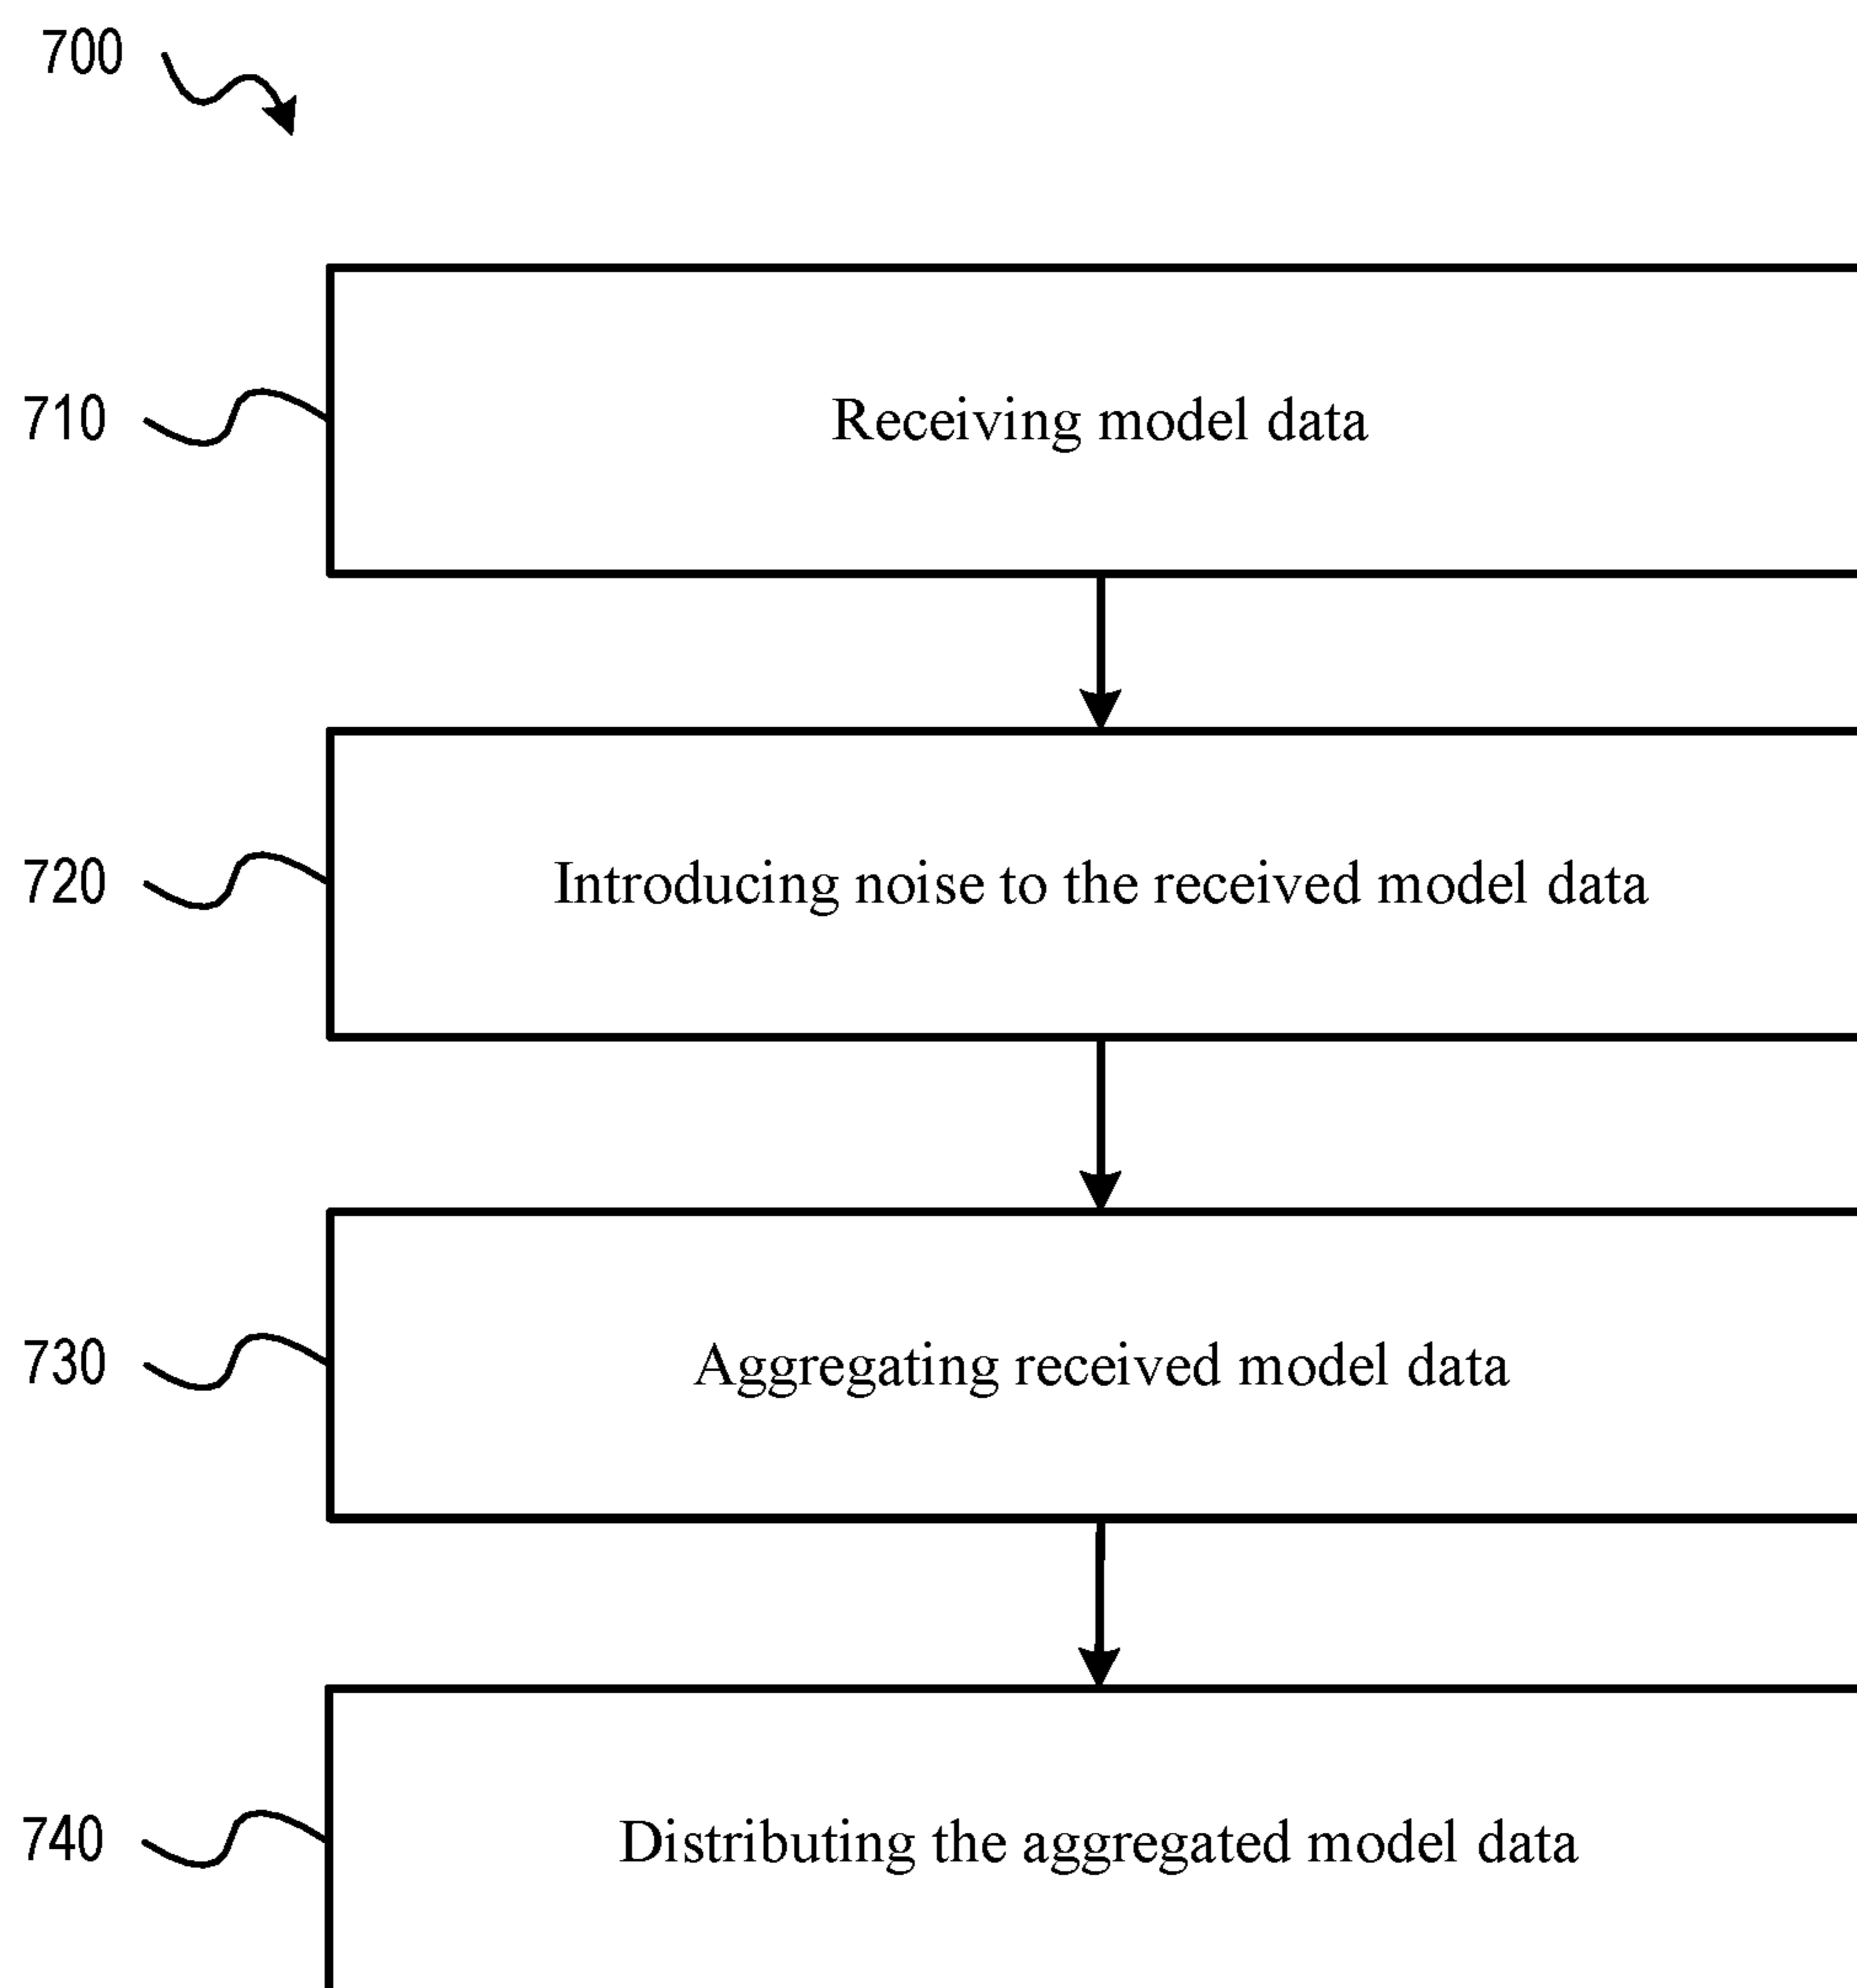 700
710
Receiving model data
720
Introducing noise to the received model data
730
Aggregating received model data
740
Distributing the aggregated model data